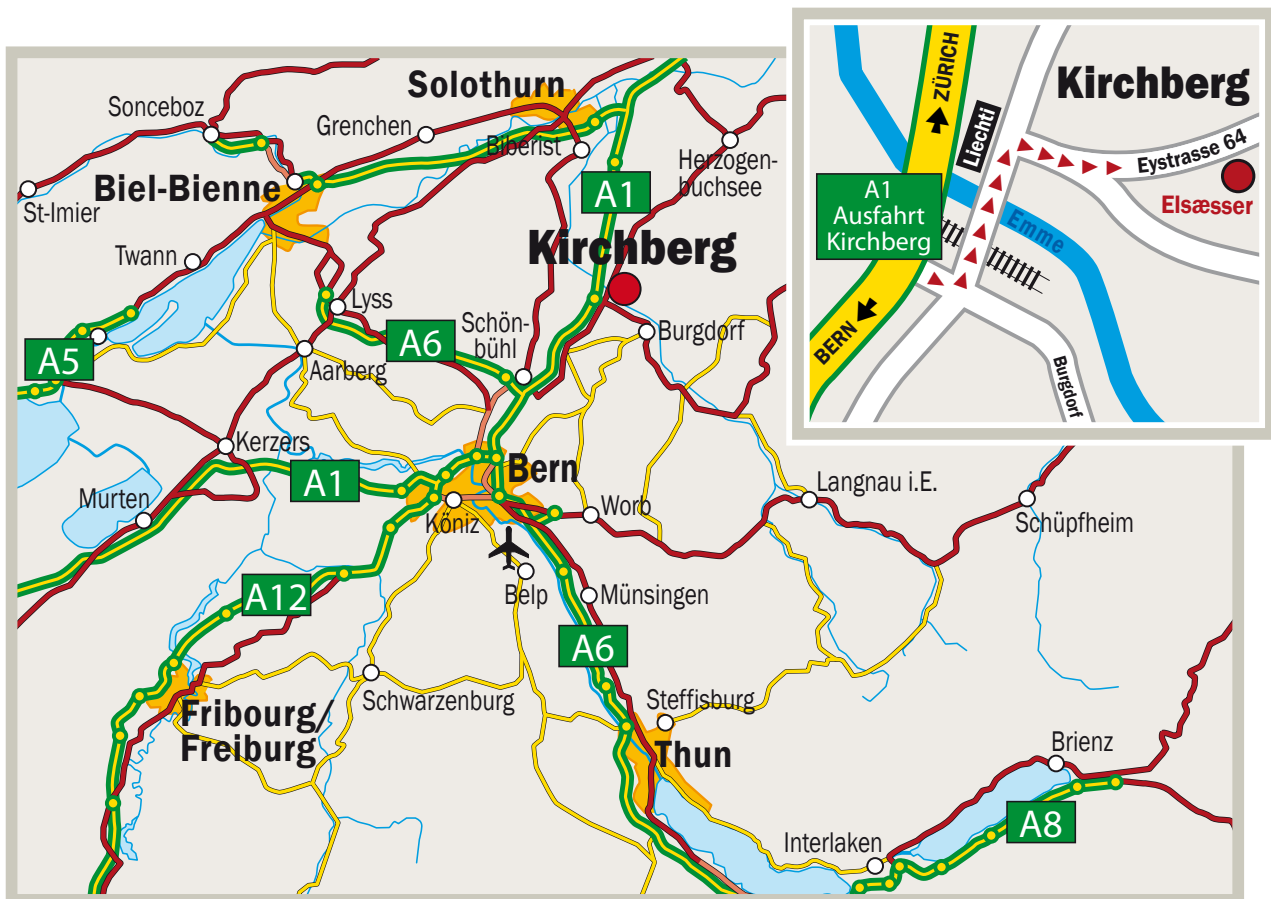 Solothurn
Sonceboz
Grenchen
Biberist
Herzogen-
buchsee
Biel-Bienne
St-Imier
A1
Twann
Kirchberg
Lyss
Schön-
bühl
A6
Burgdorf
A5
Aarberg
Kerzers
Bern
A1
Murten
Köniz
Worb
Langnau i.E.
Schüpfheim
A12
Belp
Münsingen
A6
Schwarzenburg
Steffisburg
Fribourg/
Freiburg
Thun
Brienz
A8
Interlaken
ZÜRICH
Kirchberg
Liechti
Eystrasse 64
Elsæsser
A1
Ausfahrt
Kirchberg
Emme
BERN
Burgdorf